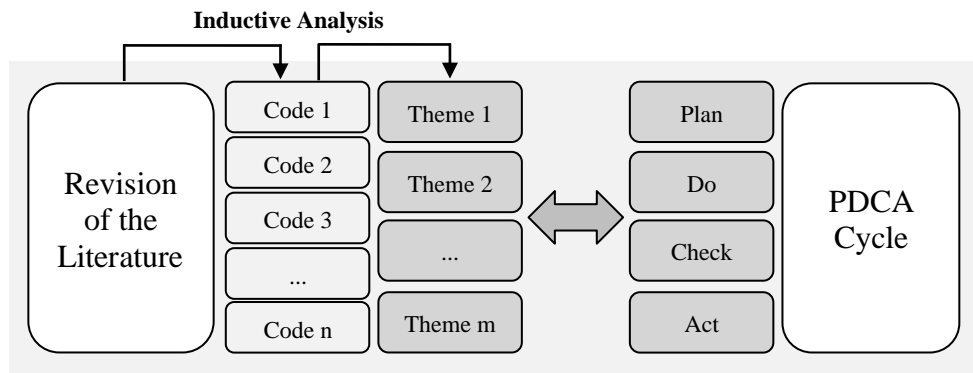 Inductive Analysis
Revision
of the
Literature
Code 1
Code 2
Code 3
...
Code n
Theme 1
Theme 2
...
Theme m
Plan
Do
Check
Act
PDCA
Cycle